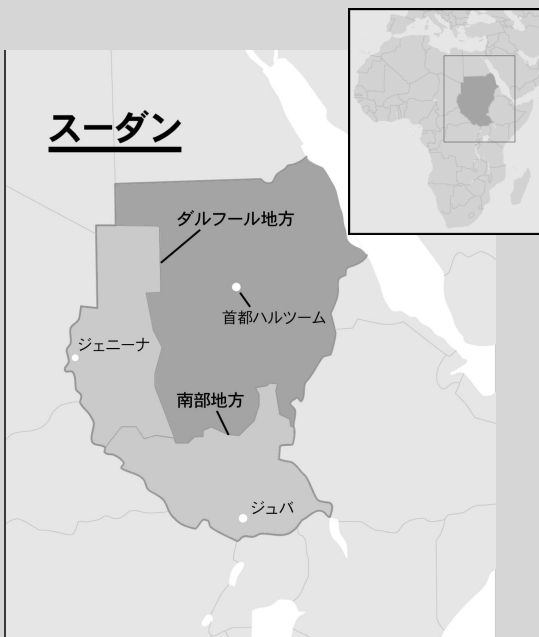 スーダン
ダルフール地方
首都ハルツーム
ジェニーナ
南部地方
ジュバ